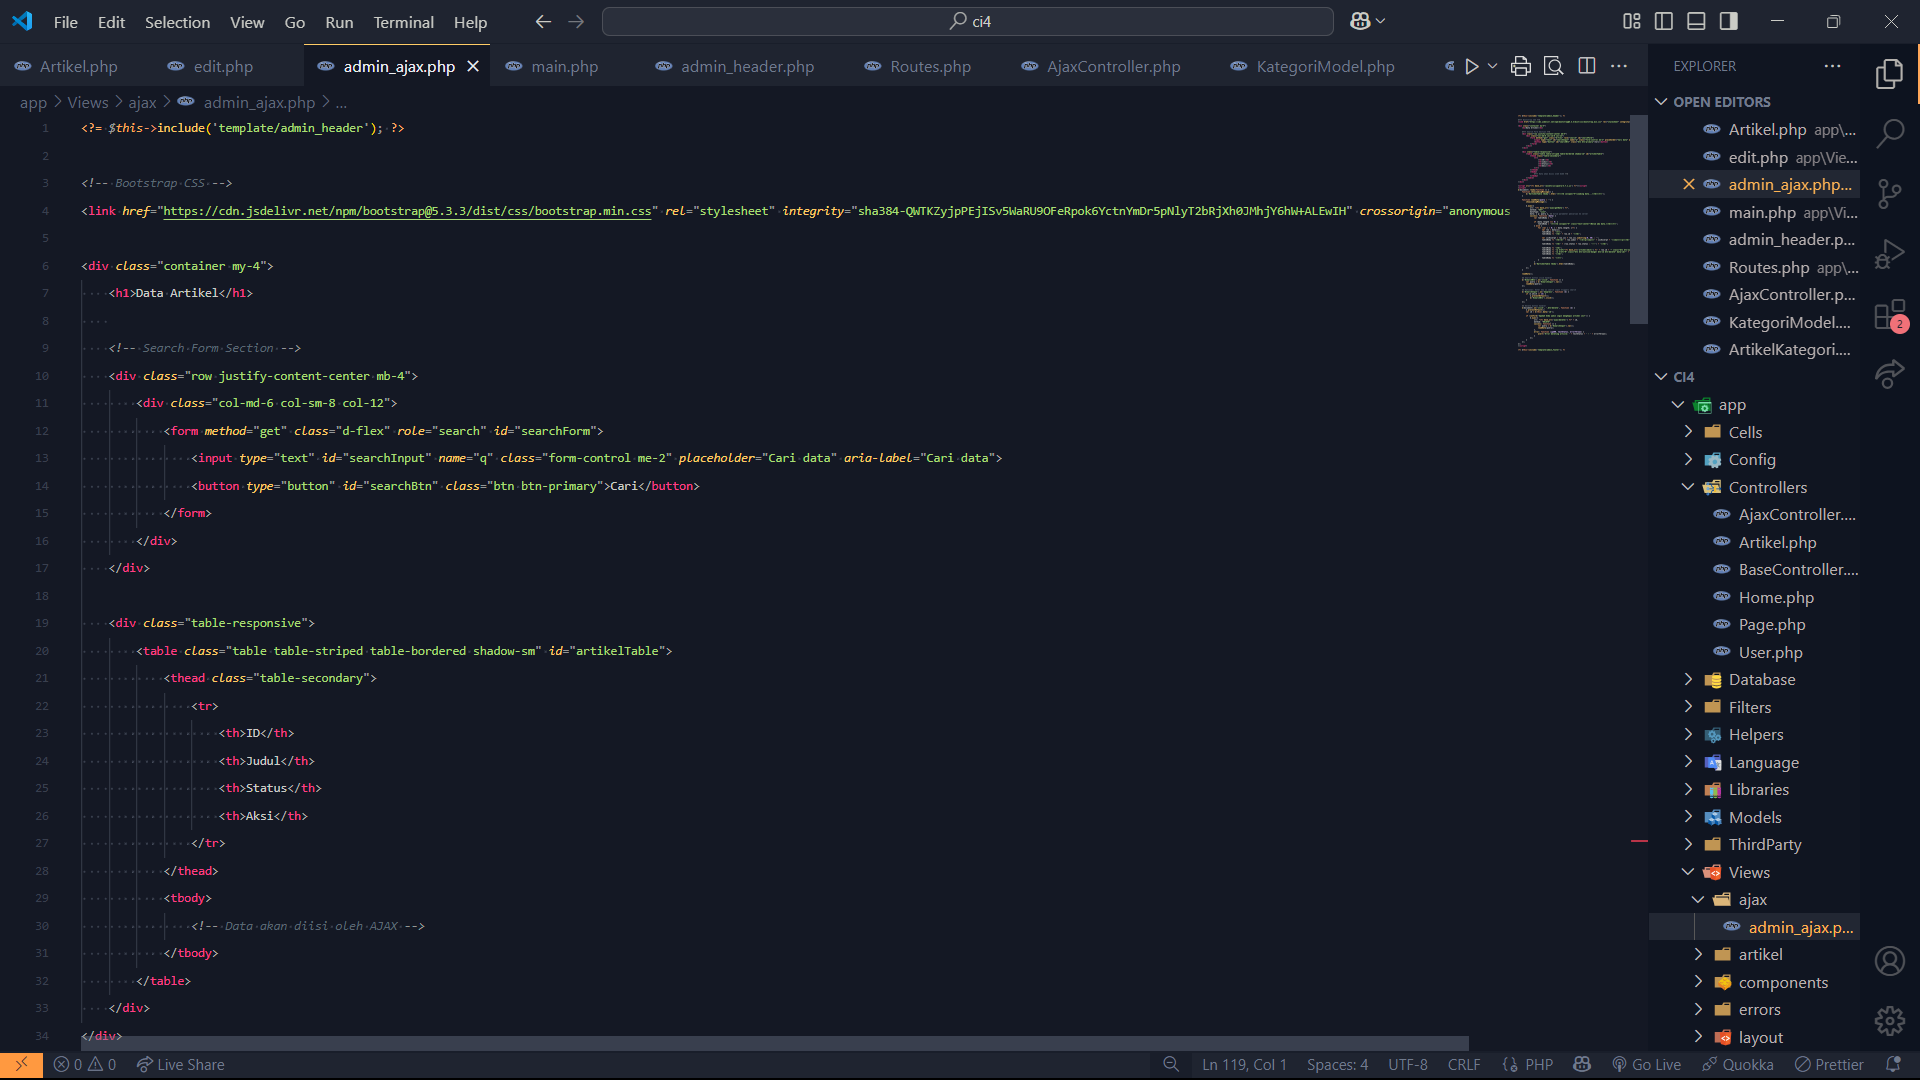 File Edit Selection View Go Run Terminal Help
ci4
Artikel.php edit.php admin_ajax.php main.php admin_header.php Routes.php AjaxController.php KategoriModel.php
app > Views > ajax > admin_ajax.php > ...
1 <?= $this->include('template/admin_header'); ?>
2
3 <!-- Bootstrap CSS -->
4 <link href="https://cdn.jsdelivr.net/npm/bootstrap@5.3.3/dist/css/bootstrap.min.css" rel="stylesheet" integrity="sha384-QWTKZyjpPEjISv5WaRU9OFeRpok6YctnYmDr5pNlyT2bRjXh0JMhjY6hW+ALEwIH" crossorigin="anonymous
5
6 <div class="container my-4">
7 <h1>Data Artikel</h1>
8
9 <!-- Search Form Section -->
10 <div class="row justify-content-center mb-4">
11 <div class="col-md-6 col-sm-8 col-12">
12 <form method="get" class="d-flex" role="search" id="searchForm">
13 <input type="text" id="searchInput" name="q" class="form-control me-2" placeholder="Cari data" aria-label="Cari data">
14 <button type="button" id="searchBtn" class="btn btn-primary">Cari</button>
15 </form>
16 </div>
17 </div>
18
19 <div class="table-responsive">
20 <table class="table table-striped table-bordered shadow-sm" id="artikelTable">
21 <thead class="table-secondary">
22 <tr>
23 <th>ID</th>
24 <th>Judul</th>
25 <th>Status</th>
26 <th>Aksi</th>
27 </tr>
28 </thead>
29 <tbody>
30 <!-- Data akan diisi oleh AJAX -->
31 </tbody>
32 </table>
33 </div>
34 </div>
EXPLORER
OPEN EDITORS
Artikel.php app\...
edit.php app\Vie...
admin_ajax.php...
main.php app\Vi...
admin_header.p...
Routes.php app\...
AjaxController.p...
KategoriModel....
ArtikelKategori....
CI4
app
Cells
Config
Controllers
AjaxController....
Artikel.php
BaseController....
Home.php
Page.php
User.php
Database
Filters
Helpers
Language
Libraries
Models
ThirdParty
Views
ajax
admin_ajax.p...
artikel
components
errors
layout
2
0 0 Live Share Ln 119, Col 1 Spaces: 4 UTF-8 CRLF PHP Go Live Quokka Prettier